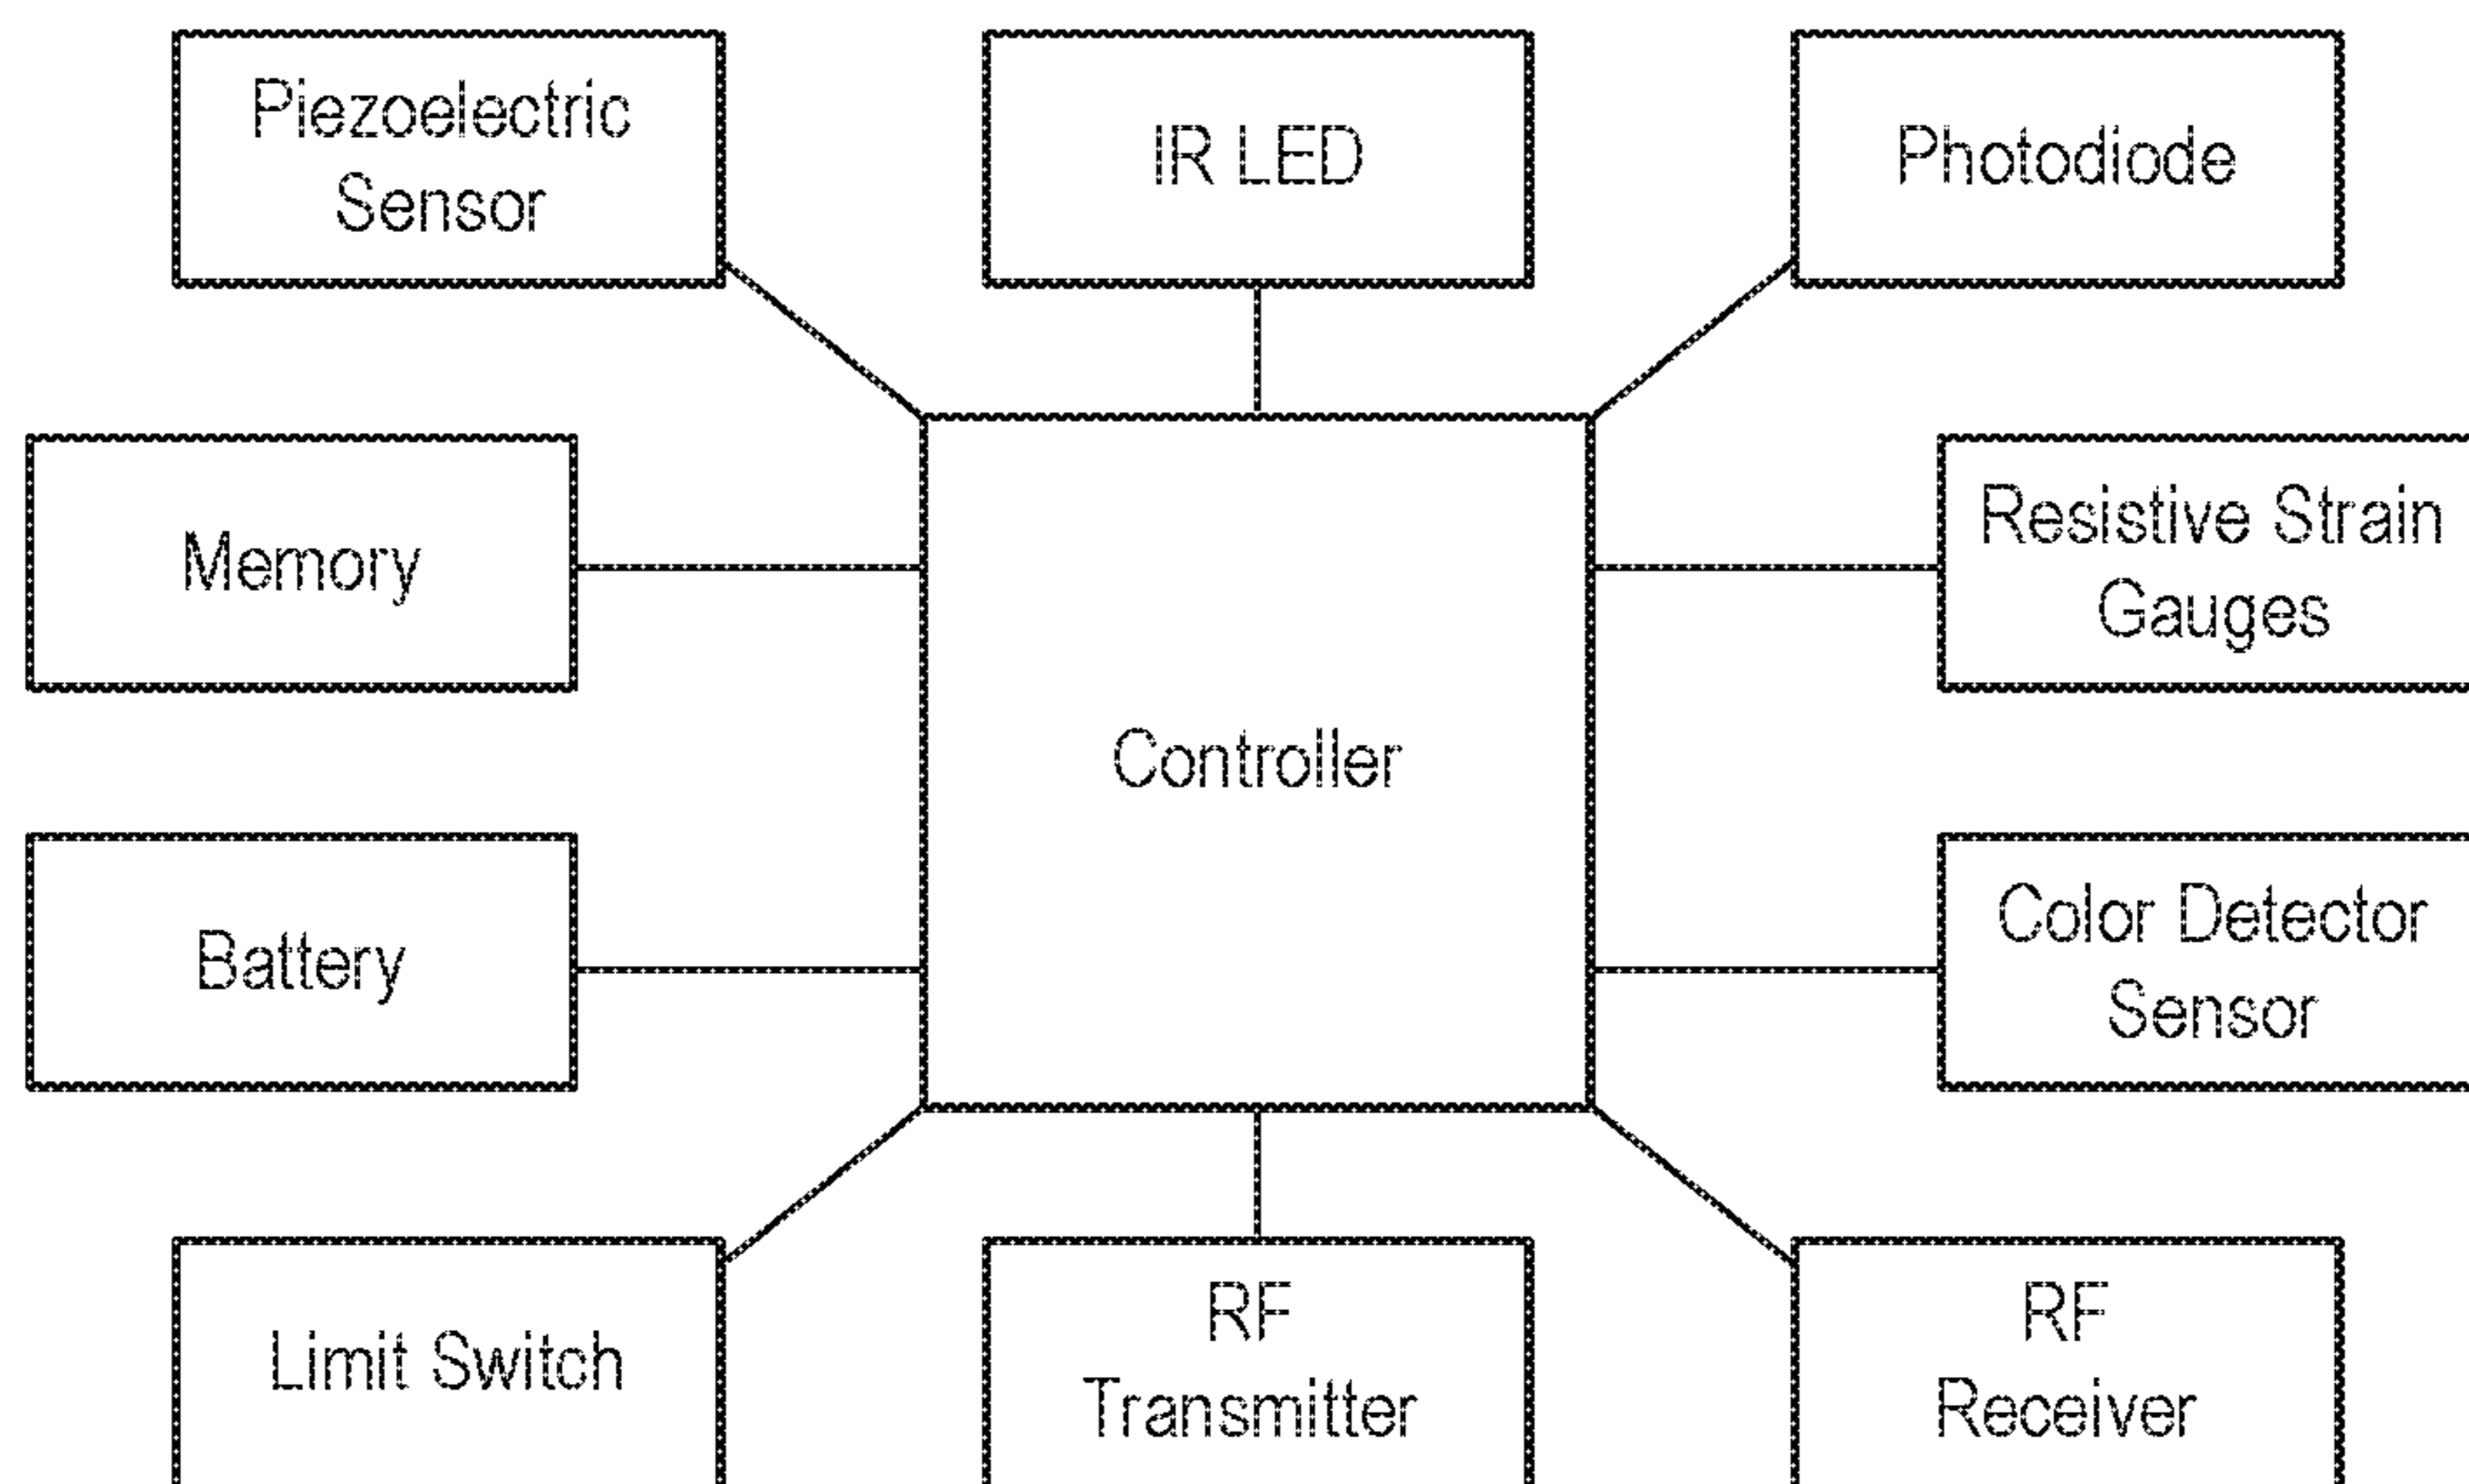 Piezoelectric
Sensor
IR LED
Photodiode
Memory
Resistive Strain
Gauges
Controller
Battery
Color Detector
Sensor
Limit Switch
RF
Transmitter
RF
Receiver